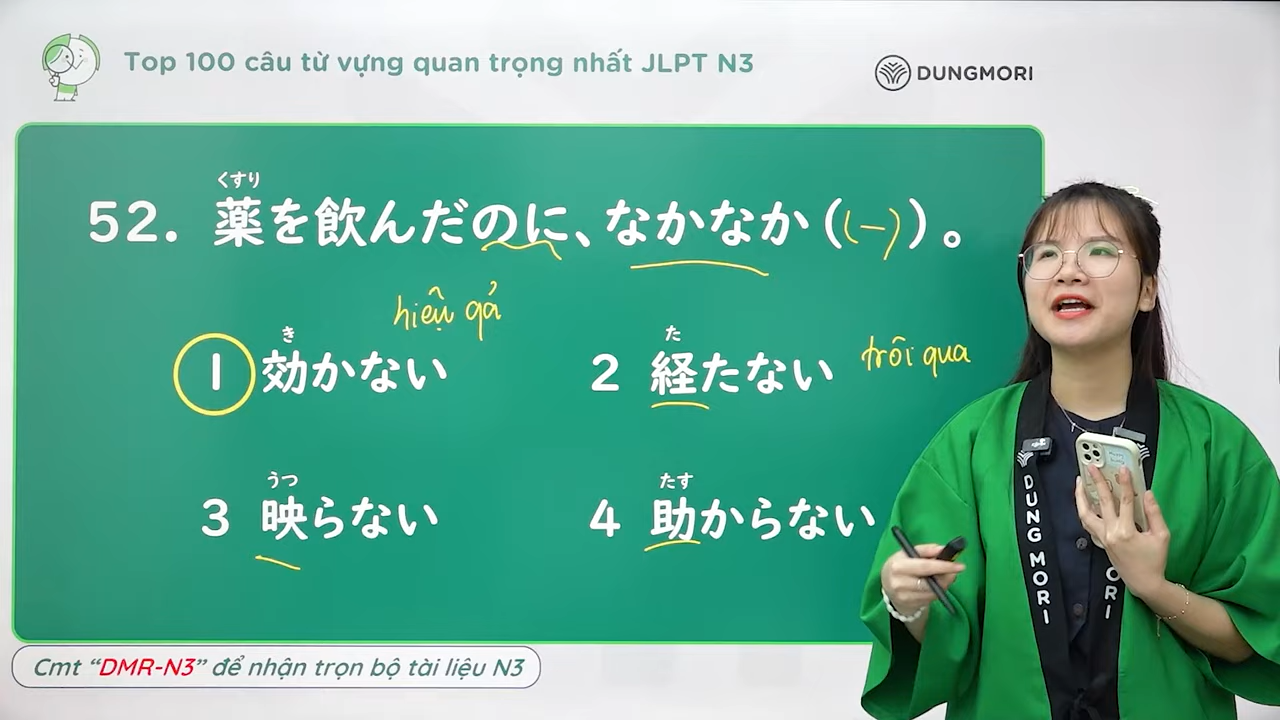 Top 100 câu từ vựng quan trọng nhất JLPT N3
DUNGMORI
くすり
52. 薬を飲んだのに、なかなか ((-)) 。
hiệu qả
き
1 効かない
た
2 経たない
trôi qua
うつ
3 映らない
たす
4 助からない
DUNG MORI
ORI
Cmt “DMR-N3” để nhận trọn bộ tài liệu N3